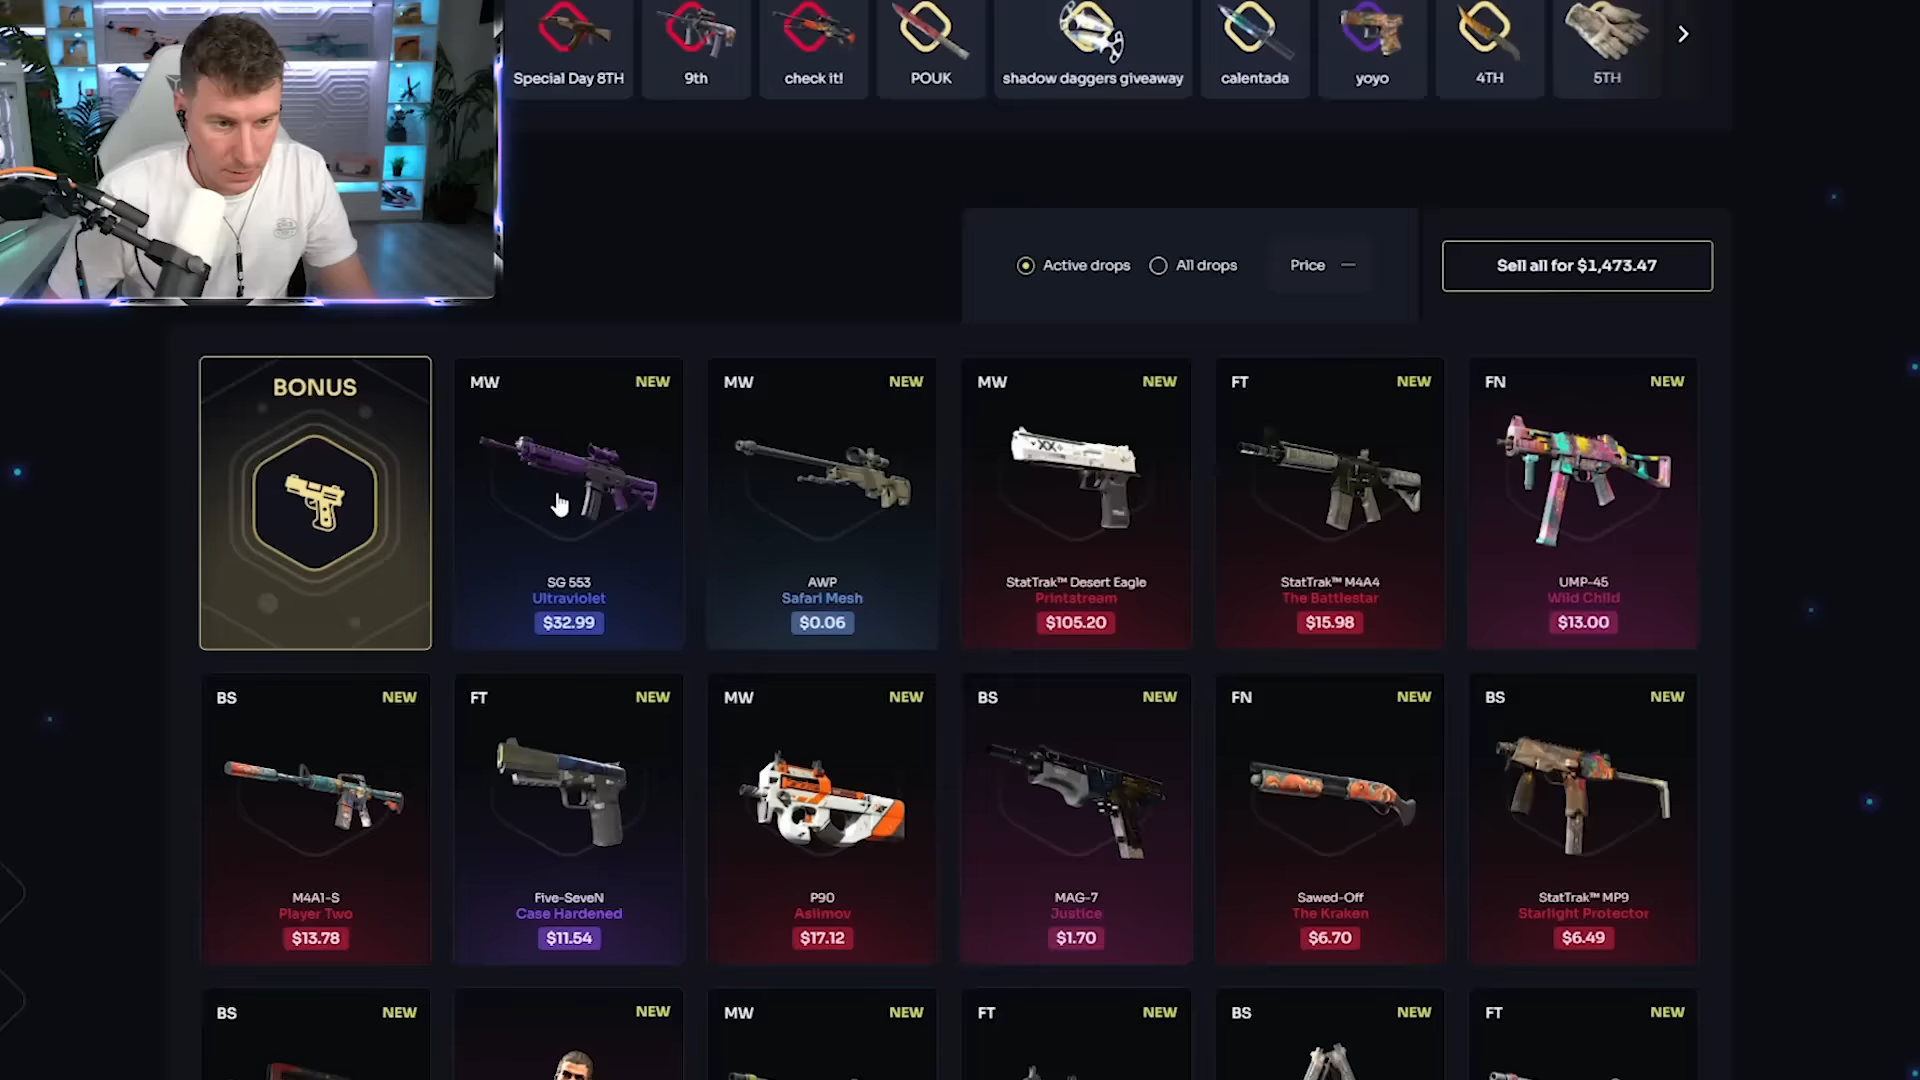 Special Day 8TH
9th
check it!
POUK
shadow daggers giveaway
calentada
yoyo
4TH
5TH
Active drops
All drops
Price
Sell all for $1,473.47
BONUS
MW NEW
SG 553
Ultraviolet
$32.99
MW NEW
AWP
Safari Mesh
$0.06
MW NEW
StatTrak™ Desert Eagle
Printstream
$105.20
FT NEW
StatTrak™ M4A4
The Battlestar
$15.98
FN NEW
UMP-45
Wild Child
$13.00
BS NEW
M4A1-S
Player Two
$13.78
FT NEW
Five-SeveN
Case Hardened
$11.54
MW NEW
P90
Asiimov
$17.12
BS NEW
MAG-7
Justice
$1.70
FN NEW
Sawed-Off
The Kraken
$6.70
BS NEW
StatTrak™ MP9
Starlight Protector
$6.49
BS NEW
NEW
MW NEW
FT NEW
BS NEW
FT NEW